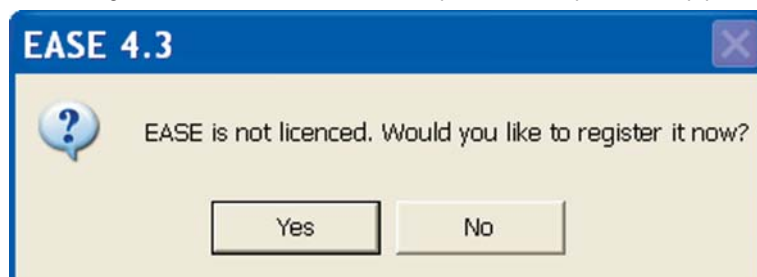 EASE 4.3
EASE is not licenced. Would you like to register it now?
Yes
No